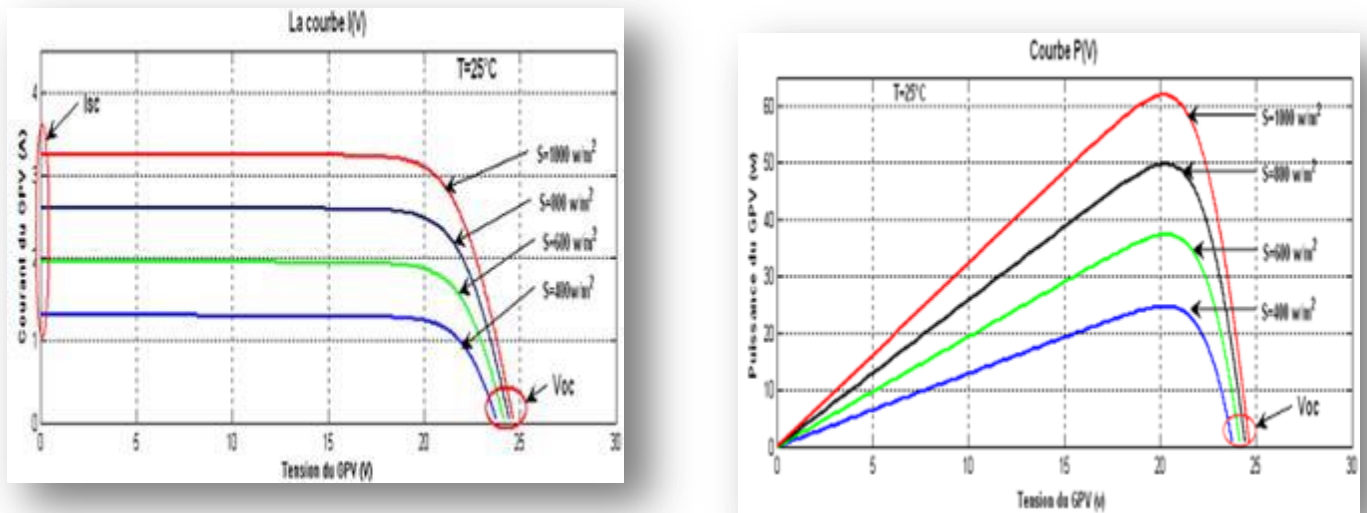 La courbe I(V)
T=25°C
Isc
S=1000 w/m²
S=800 w/m²
S=600 w/m²
S=400w/m²
Voc
Courant du GPV (A)
4
3
2
1
0
0 5 10 15 20 25 30
Tension du GPV (V)
Courbe P(V)
T=25°C
S=1000 w/m²
S=800 w/m²
S=600 w/m²
S=400 w/m²
Voc
Puissance du GPV (w)
60
50
40
30
20
10
0
0 5 10 15 20 25 30
Tension du GPV (v)